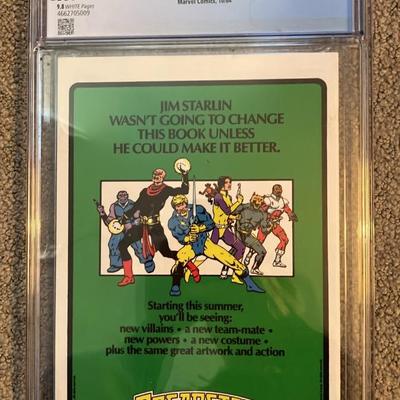 9.8 WHITE Pages
Marvel Comics, 10/84
4662705009
JIM STARLIN
WASN'T GOING TO CHANGE
THIS BOOK UNLESS
HE COULD MAKE IT BETTER.
Starting this summer,
you'll be seeing:
new villains • a new team-mate •
new powers • a new costume •
plus the same great artwork and action